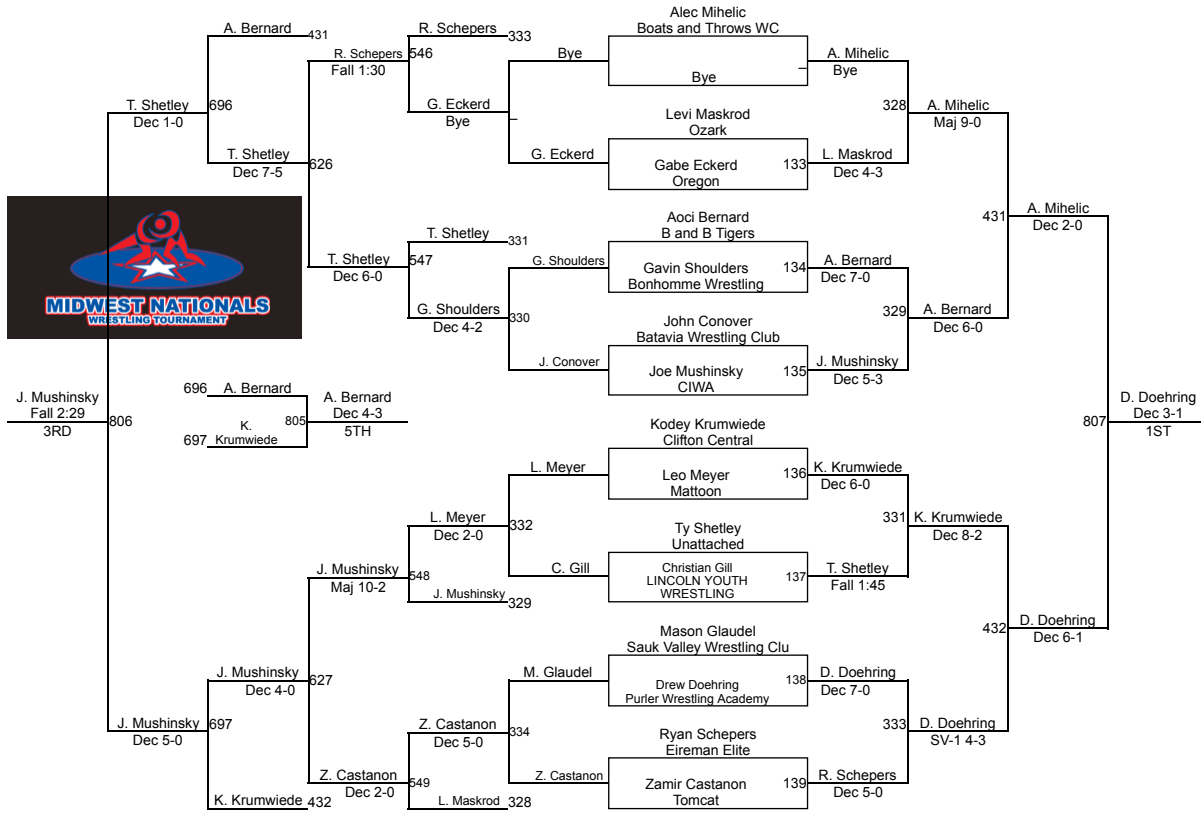 A. Bernard
431
T. Shetley
Dec 1-0
696
T. Shetley
Dec 7-5
626
R. Schepers
Fall 1:30
546
R. Schepers
333
G. Eckerd
Bye
–
Bye
G. Eckerd
T. Shetley
Dec 6-0
547
T. Shetley
331
G. Shoulders
Dec 4-2
330
G. Shoulders
J. Conover
MIDWEST NATIONALS
WRESTLING TOURNAMENT
J. Mushinsky
Fall 2:29
3RD
806
696
A. Bernard
697
K.
Krumwiede
805
A. Bernard
Dec 4-3
5TH
L. Meyer
L. Meyer
Dec 2-0
332
C. Gill
J. Mushinsky
Maj 10-2
548
J. Mushinsky
329
J. Mushinsky
Dec 4-0
627
M. Glaudel
J. Mushinsky
Dec 5-0
697
Z. Castanon
Dec 5-0
334
Z. Castanon
Z. Castanon
Dec 2-0
549
L. Maskrod
328
K. Krumwiede
432
Alec Mihelic
Boats and Throws WC
–
Bye
Levi Maskrod
Ozark
Gabe Eckerd
133
Oregon
Aoci Bernard
B and B Tigers
Gavin Shoulders
134
Bonhomme Wrestling
John Conover
Batavia Wrestling Club
Joe Mushinsky
135
CIWA
Kodey Krumwiede
Clifton Central
Leo Meyer
136
Mattoon
Ty Shetley
Unattached
Christian Gill
137
LINCOLN YOUTH
WRESTLING
Mason Glaudel
Sauk Valley Wrestling Clu
Drew Doehring
138
Purler Wrestling Academy
Ryan Schepers
Eireman Elite
Zamir Castanon
139
Tomcat
A. Mihelic
Bye
328
L. Maskrod
Dec 4-3
A. Mihelic
Maj 9-0
A. Bernard
Dec 7-0
329
J. Mushinsky
Dec 5-3
A. Bernard
Dec 6-0
431
A. Mihelic
Dec 2-0
K. Krumwiede
Dec 6-0
331
T. Shetley
Fall 1:45
K. Krumwiede
Dec 8-2
D. Doehring
Dec 7-0
333
R. Schepers
Dec 5-0
D. Doehring
SV-1 4-3
432
D. Doehring
Dec 6-1
807
D. Doehring
Dec 3-1
1ST